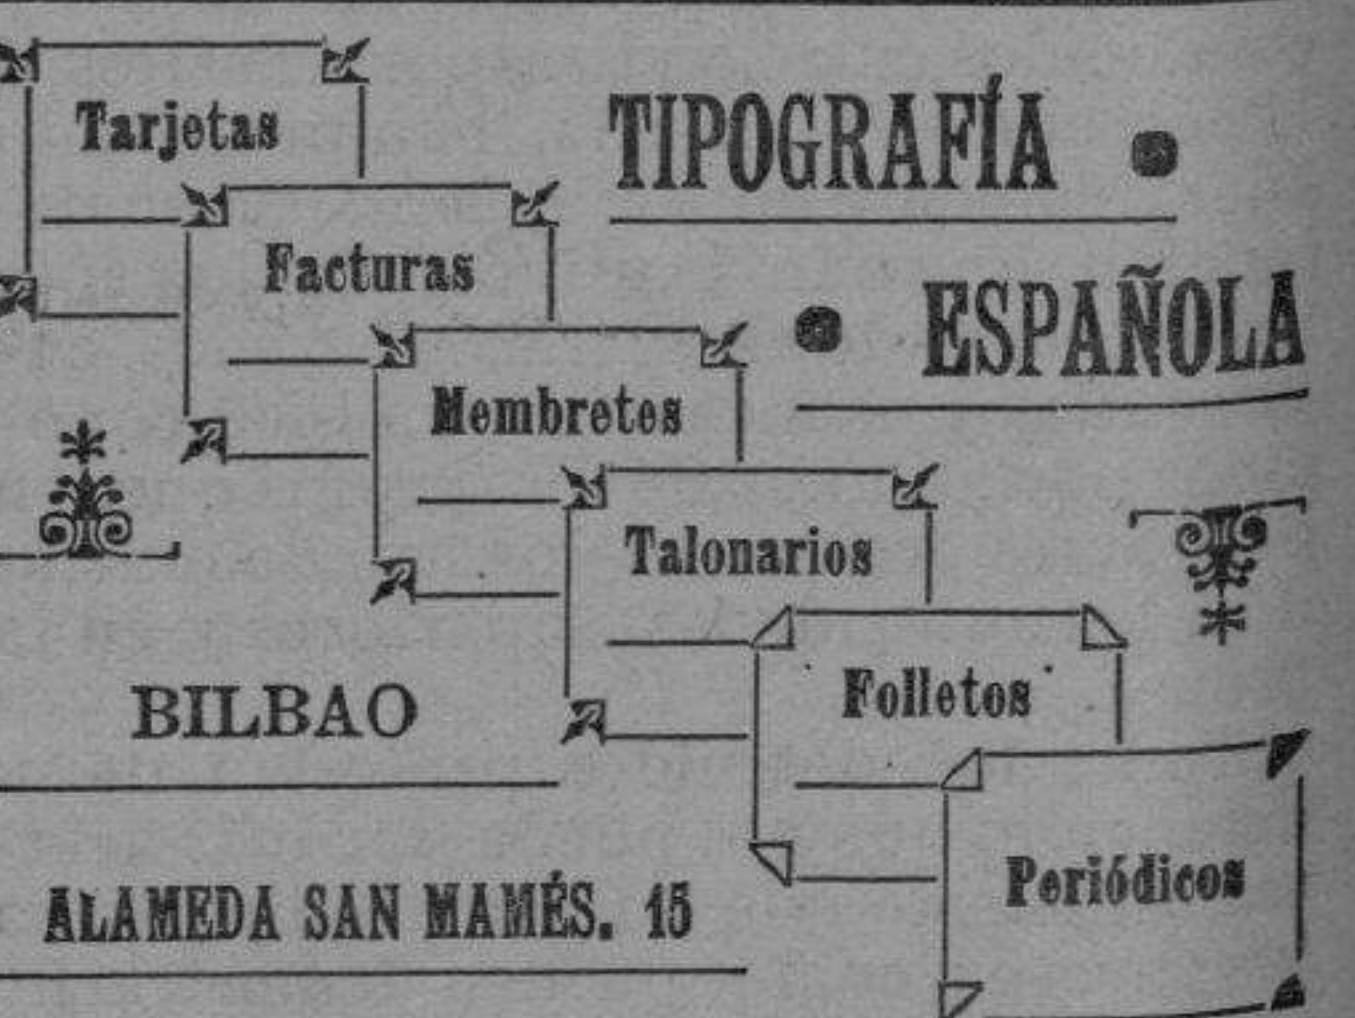 Tarjetas
TIPOGRAFÍA
Facturas
ESPAÑOLA
Membretes
Talonarios
Folletos
BILBAO
Periódicos
ALAMEDA SAN MAMÉS. 15